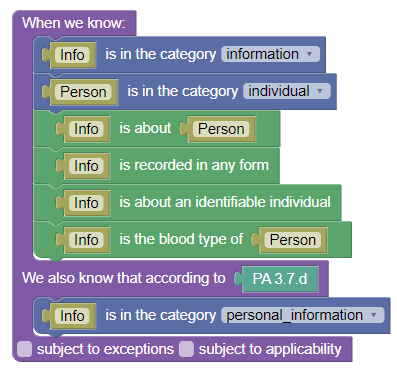 When we know:
Info is in the category information
Person is in the category individual
Info is about Person
Info is recorded in any form
Info is about an identifiable individual
Info is the blood type of Person
We also know that according to PA 3.7.d
Info is in the category personal_information
subject to exceptions subject to applicability